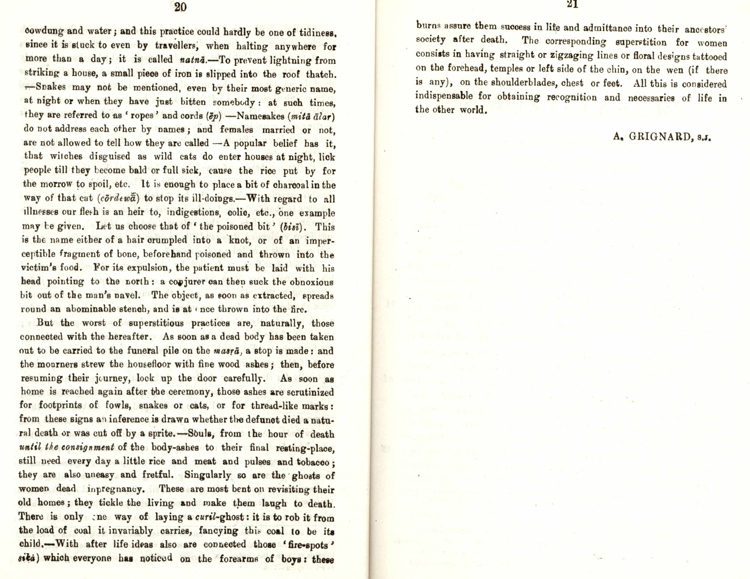 20
cowdung and water; and this practice could hardly be one of tidiness,
since it is stuck to even by travellers, when halting anywhere for
more than a day; it is called natnā.—To prevent lightning from
striking a house, a small piece of iron is slipped into the roof thatch.
—Snakes may not be mentioned, even by their most generic name,
at night or when they have just bitten somebody: at such times,
they are referred to as 'ropes' and cords (ēp) —Namesakes (mitā ālar)
do not address each other by names; and females married or not,
are not allowed to tell how they are called —A popular belief has it,
that witches disguised as wild cats do enter houses at night, lick
people till they become bald or full sick, cause the rice put by for
the morrow to spoil, etc. It is enough to place a bit of charcoal in the
way of that cat (cōrdewā) to stop its ill-doings.—With regard to all
illnesses our flesh is an heir to, indigestions, colic, etc., one example
may be given. Let us choose that of 'the poisoned bit' (bisī). This
is the name either of a hair crumpled into a knot, or of an imper-
ceptible fragment of bone, beforehand poisoned and thrown into the
victim's food. For its expulsion, the patient must be laid with his
head pointing to the north: a conjurer can then suck the obnoxious
bit out of the man's navel. The object, as soon as extracted, spreads
round an abominable stench, and is at once thrown into the fire.
But the worst of superstitious practices are, naturally, those
connected with the hereafter. As soon as a dead body has been taken
out to be carried to the funeral pile on the masrā, a stop is made: and
the mourners strew the housefloor with fine wood ashes; then, before
resuming their journey, lock up the door carefully. As soon as
home is reached again after the ceremony, those ashes are scrutinized
for footprints of fowls, snakes or cats, or for thread-like marks:
from these signs an inference is drawn whether the defunct died a natu-
ral death or was cut off by a sprite.—Souls, from the hour of death
until the consignment of the body-ashes to their final resting-place,
still need every day a little rice and meat and pulses and tobacco;
they are also uneasy and fretful. Singularly so are the ghosts of
women dead in pregnancy. These are most bent on revisiting their
old homes; they tickle the living and make them laugh to death.
There is only one way of laying a curil-ghost: it is to rob it from
the load of coal it invariably carries, fancying this coal to be its
child.—With after life ideas also are connected those 'fire-spots'
sikā) which everyone has noticed on the forearms of boys: these
21
burns assure them success in life and admittance into their ancestors'
society after death. The corresponding superstition for women
consists in having straight or zigzaging lines or floral designs tattooed
on the forehead, temples or left side of the chin, on the wen (if there
is any), on the shoulderblades, chest or feet. All this is considered
indispensable for obtaining recognition and necessaries of life in
the other world.
A. GRIGNARD, S.J.